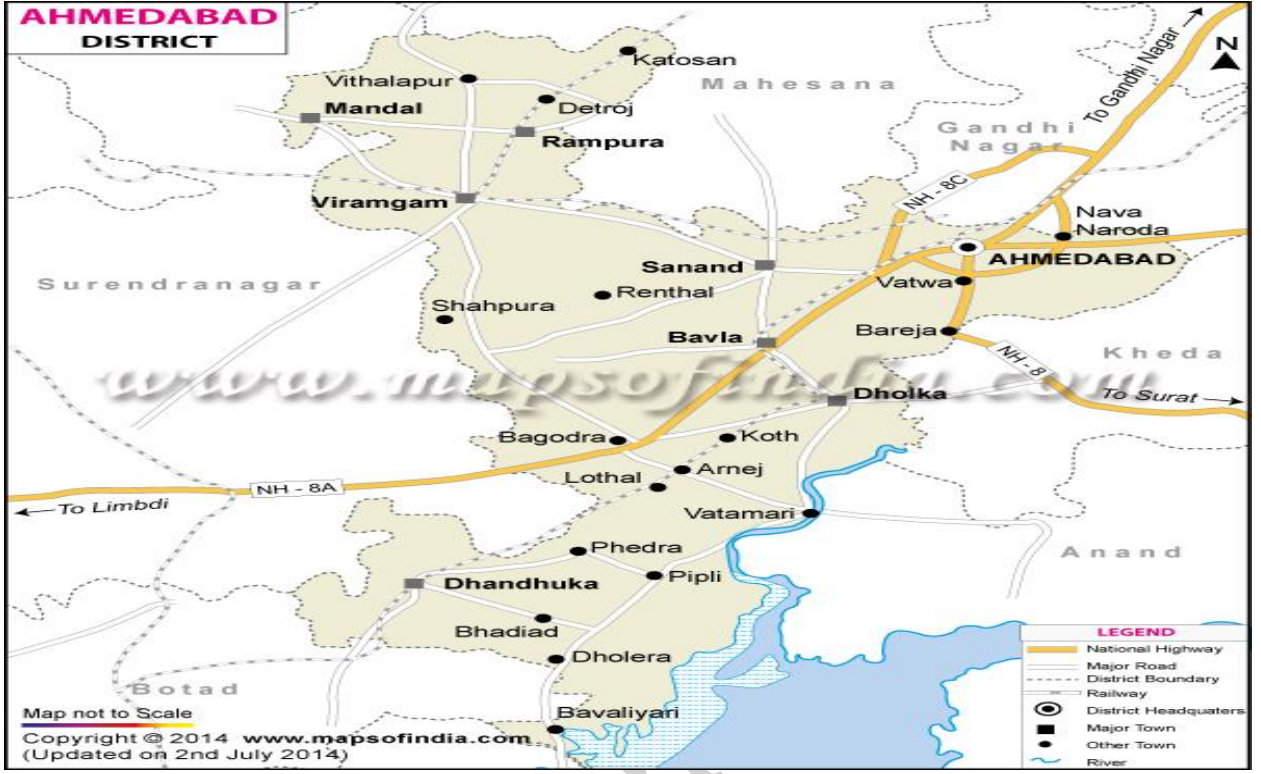 AHMEDABAD
DISTRICT
N
To Gandhi Nagar
Katosan
Vithalapur
Mahesana
Mandal
Detroj
Rampura
Gandhi
Nagar
NH - 8C
Viramgam
Nava
Naroda
AHMEDABAD
Sanand
Surendranagar
Renthal
Vatwa
Shahpura
Bavla
Bareja
Kheda
NH - 8
www.mapsofindia.com
Dholka
To Surat
Bagodra
Koth
Arnej
Lothal
NH - 8A
To Limbdi
Vatamari
Phedra
Anand
Dhandhuka
Pipli
Bhadiad
Dholera
Botad
Bavaliyari
Map not to Scale
Copyright @ 2014 www.mapsofindia.com
(Updated on 2nd July 2014)
LEGEND
National Highway
Major Road
District Boundary
Railway
District Headquaters
Major Town
Other Town
River